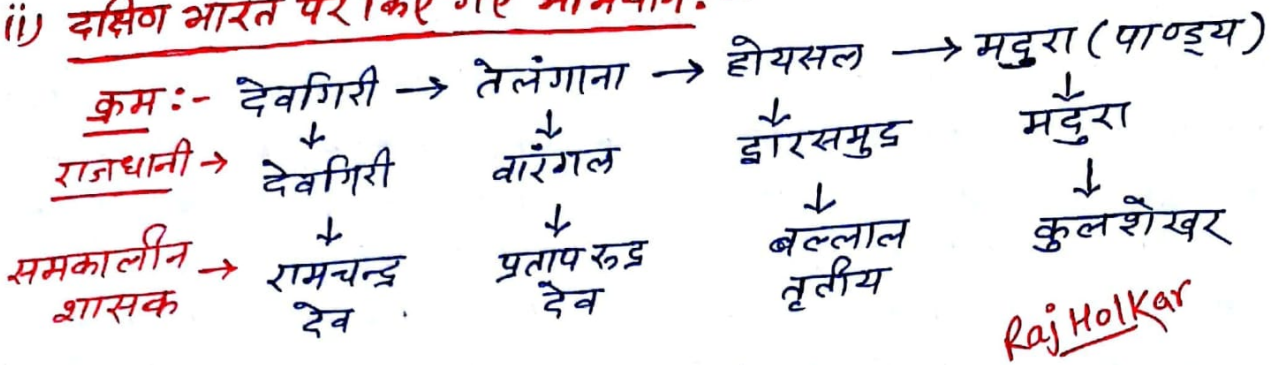 ii) दक्षिण भारत पर किए गए अभियान:
क्रम :- देवगिरी → तेलंगाना → होयसल → मदुरा (पाण्ड्य)
↓ ↓ ↓ ↓
राजधानी → देवगिरी वारंगल द्वारसमुद्र मदुरा
↓ ↓ ↓ ↓
समकालीन शासक → रामचन्द्र देव प्रताप रुद्र देव बल्लाल तृतीय कुलशेखर
Raj Holkar